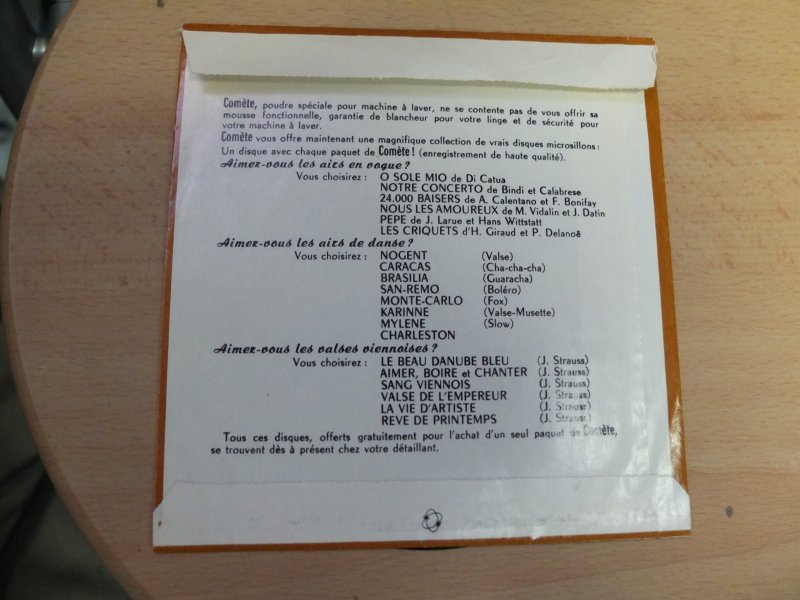 Comète, poudre spéciale pour machine à laver, ne se contente pas de vous offrir sa
mousse fonctionnelle, garantie de blancheur pour votre linge et de sécurité pour
votre machine à laver.
Comète vous offre maintenant une magnifique collection de vrais disques microsillons :
Un disque avec chaque paquet de Comète ! (enregistrement de haute qualité).
Aimez-vous les airs en vogue ?
Vous choisirez : O SOLE MIO de Di Catua
NOTRE CONCERTO de Bindi et Calabrese
24.000 BAISERS de A. Calentano et F. Bonifay
NOUS LES AMOUREUX de M. Vidalin et J. Datin
PEPE de J. Larue et Hans Wittstatt
LES CRIQUETS d'H. Giraud et P. Delanoë
Aimez-vous les airs de danse ?
Vous choisirez : NOGENT (Valse)
CARACAS (Cha-cha-cha)
BRASILIA (Guaracha)
SAN-REMO (Boléro)
MONTE-CARLO (Fox)
KARINNE (Valse-Musette)
MYLENE (Slow)
CHARLESTON
Aimez-vous les valses viennoises ?
Vous choisirez : LE BEAU DANUBE BLEU (J. Strauss)
AIMER, BOIRE et CHANTER (J. Strauss)
SANG VIENNOIS (J. Strauss)
VALSE DE L'EMPEREUR (J. Strauss)
LA VIE D'ARTISTE (J. Strauss)
REVE DE PRINTEMPS (J. Strauss)
Tous ces disques, offerts gratuitement pour l'achat d'un seul paquet de Comète,
se trouvent dès à présent chez votre détaillant.